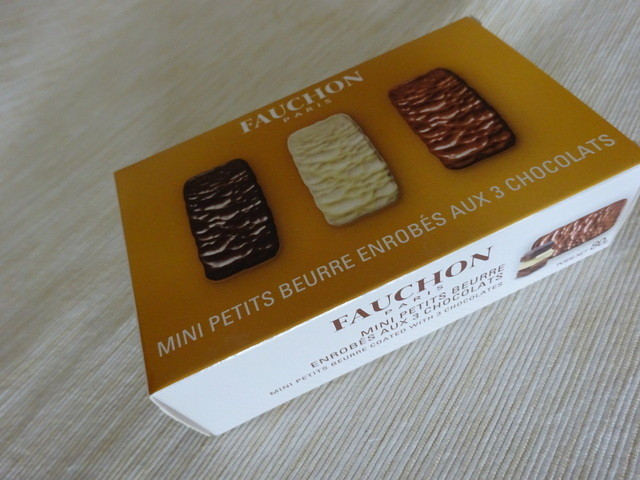 FAUCHON
PARIS
MINI PETITS BEURRE ENROBÉS AUX 3 CHOCOLATS
FAUCHON
PARIS
MINI PETITS BEURRE
ENROBÉS AUX 3 CHOCOLATS
MINI PETITS BEURRE COATED WITH 3 CHOCOLATES